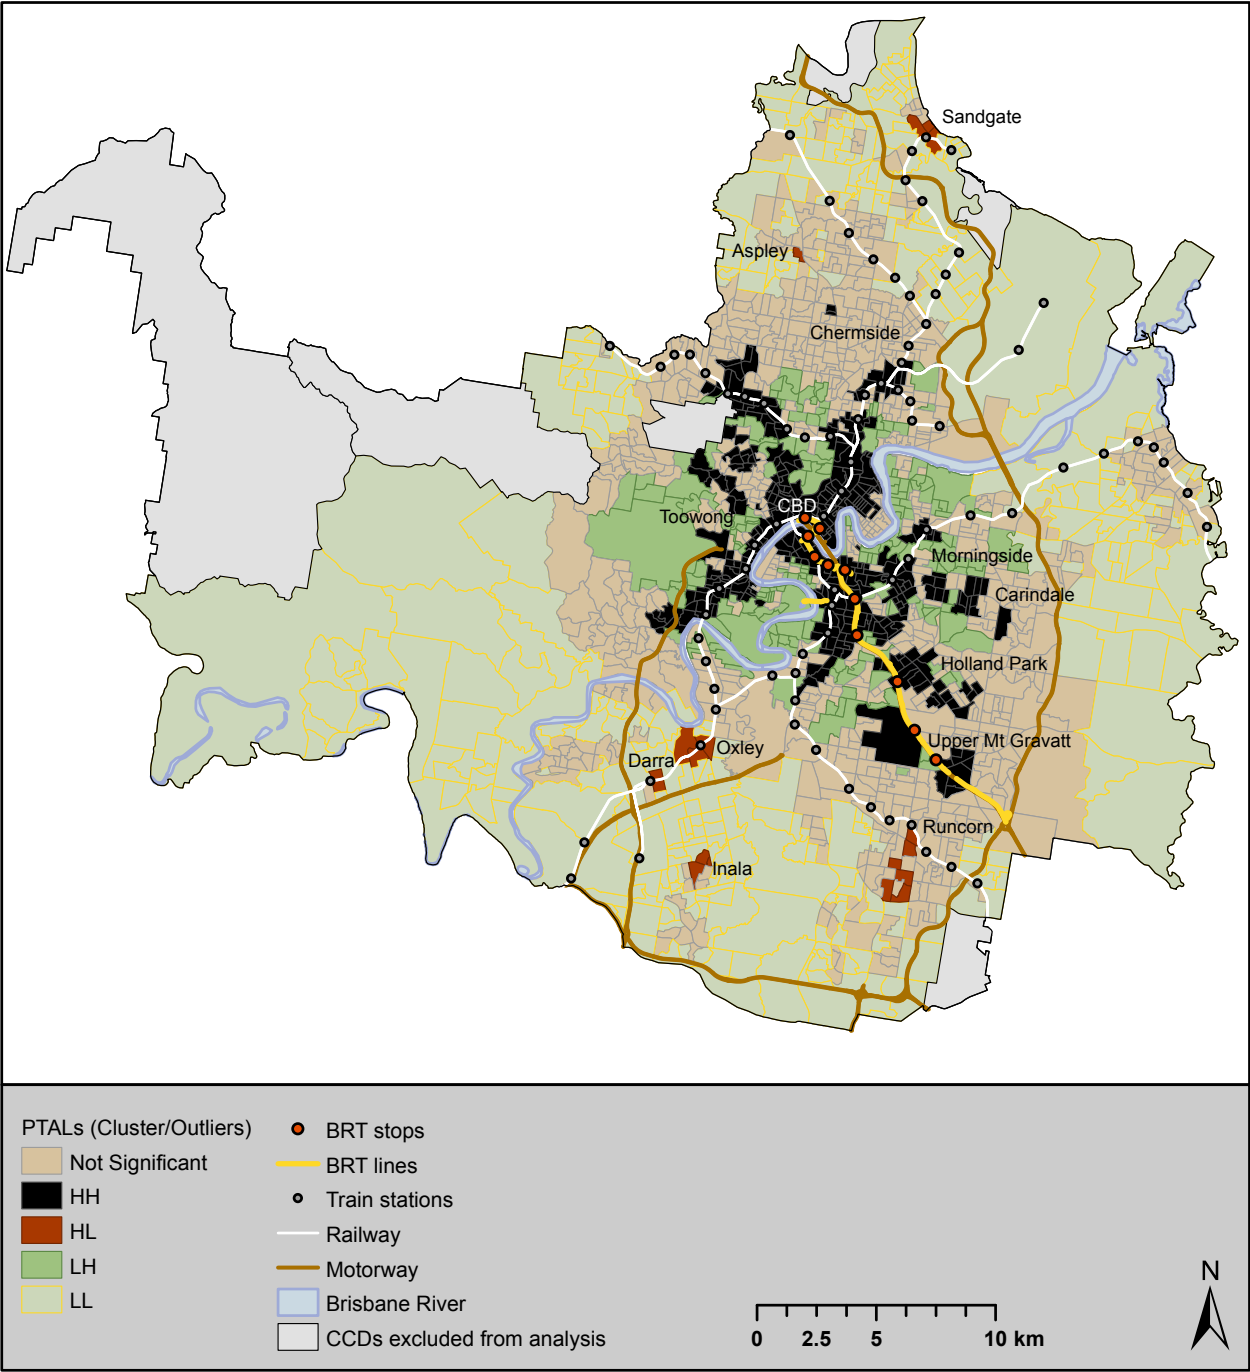 Sandgate
Aspley
Chermside
CBD
Toowong
Morningside
Carindale
Holland Park
Upper Mt Gravatt
Oxley
Darra
Runcorn
Inala
PTALs (Cluster/Outliers)
Not Significant
HH
HL
LH
LL
BRT stops
BRT lines
Train stations
Railway
Motorway
Brisbane River
CCDs excluded from analysis
0 2.5 5 10 km
N